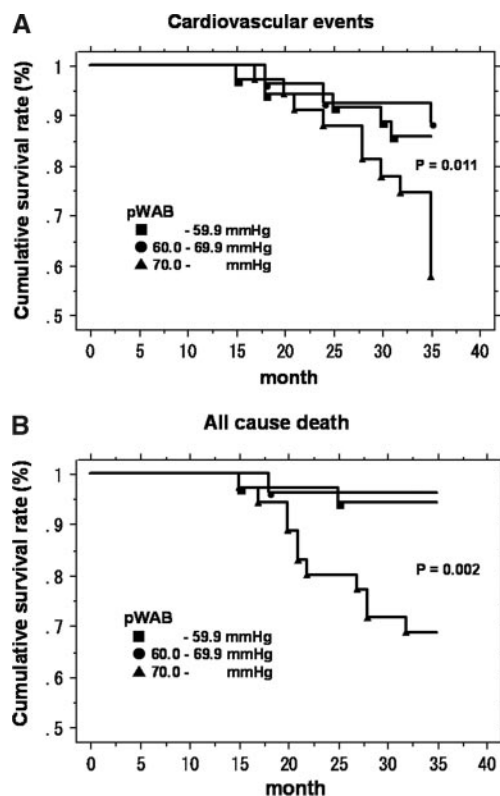 A
Cardiovascular events
Cumulative survival rate (%)
1
.9
.8
.7
.6
.5
P = 0.011
pWAB
- 59.9 mmHg
60.0 - 69.9 mmHg
70.0 - mmHg
0 5 10 15 20 25 30 35 40
month
B
All cause death
Cumulative survival rate (%)
1
.9
.8
.7
.6
.5
P = 0.002
pWAB
- 59.9 mmHg
60.0 - 69.9 mmHg
70.0 - mmHg
0 5 10 15 20 25 30 35 40
month